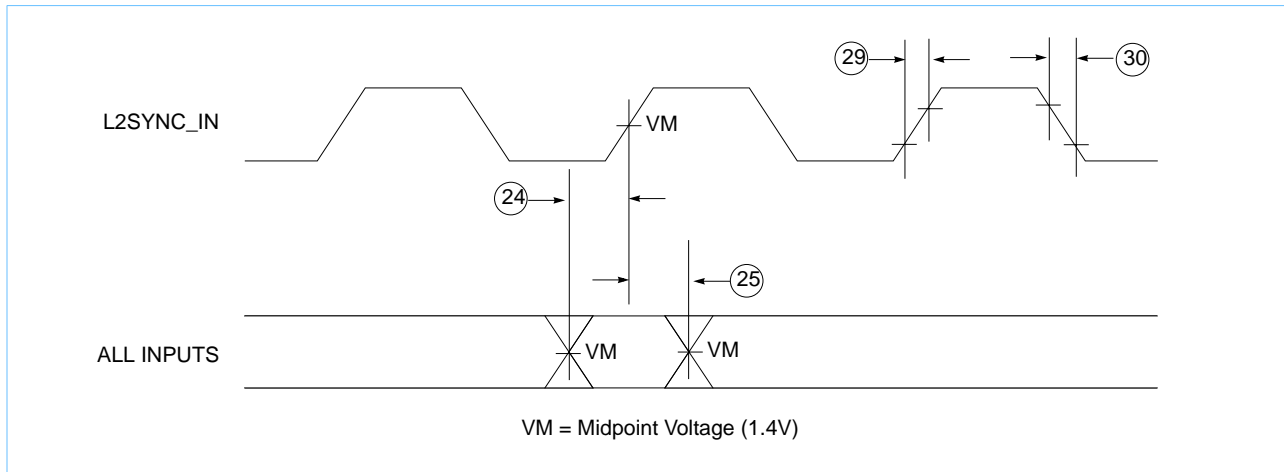 29
30
L2SYNC_IN
VM
24
25
ALL INPUTS
VM
VM
VM = Midpoint Voltage (1.4V)